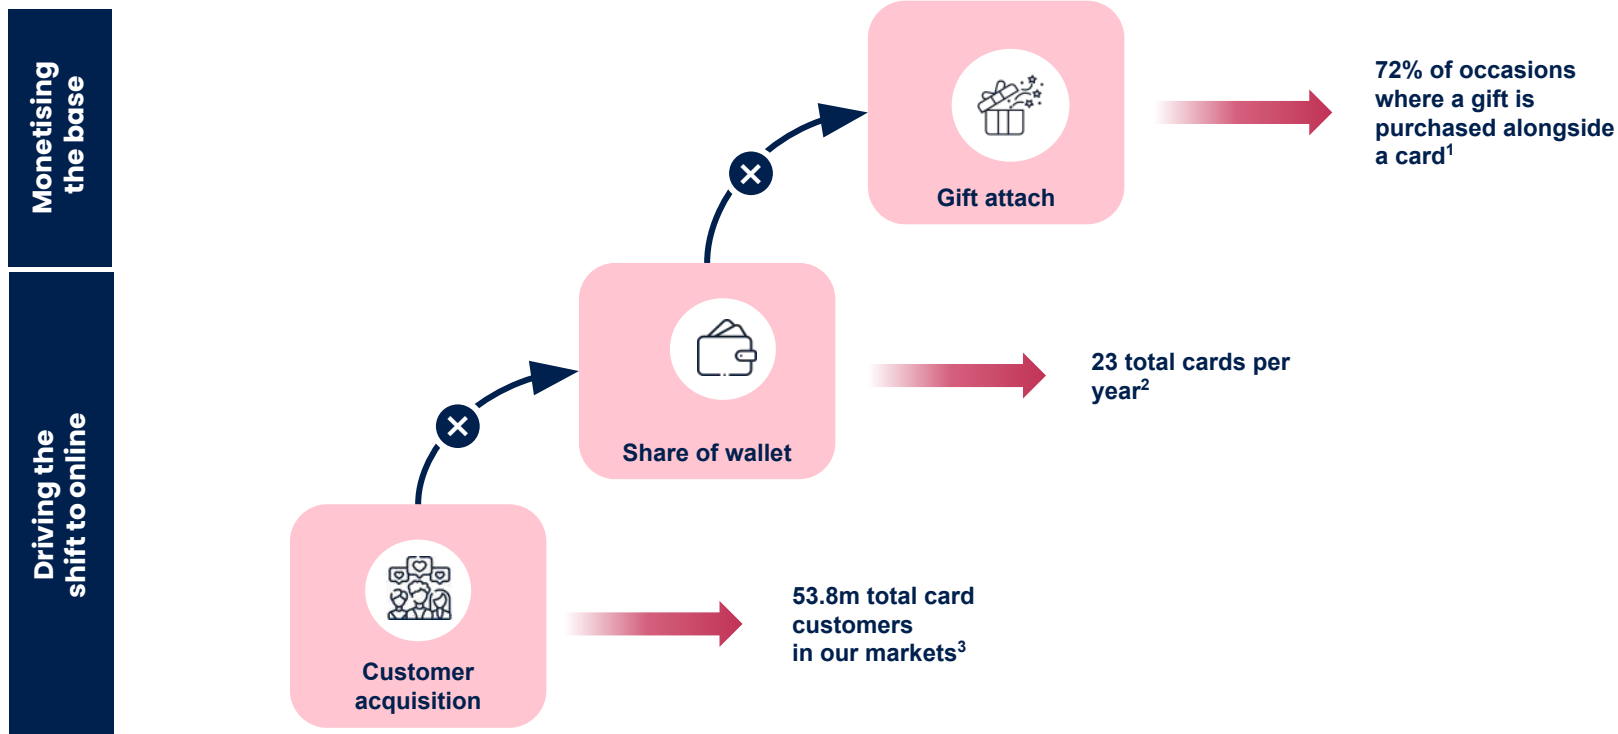 Monetising
the base
72% of occasions
where a gift is
purchased alongside
a card¹
Gift attach
Driving the
shift to online
23 total cards per
year²
Share of wallet
53.8m total card
customers
in our markets³
Customer
acquisition